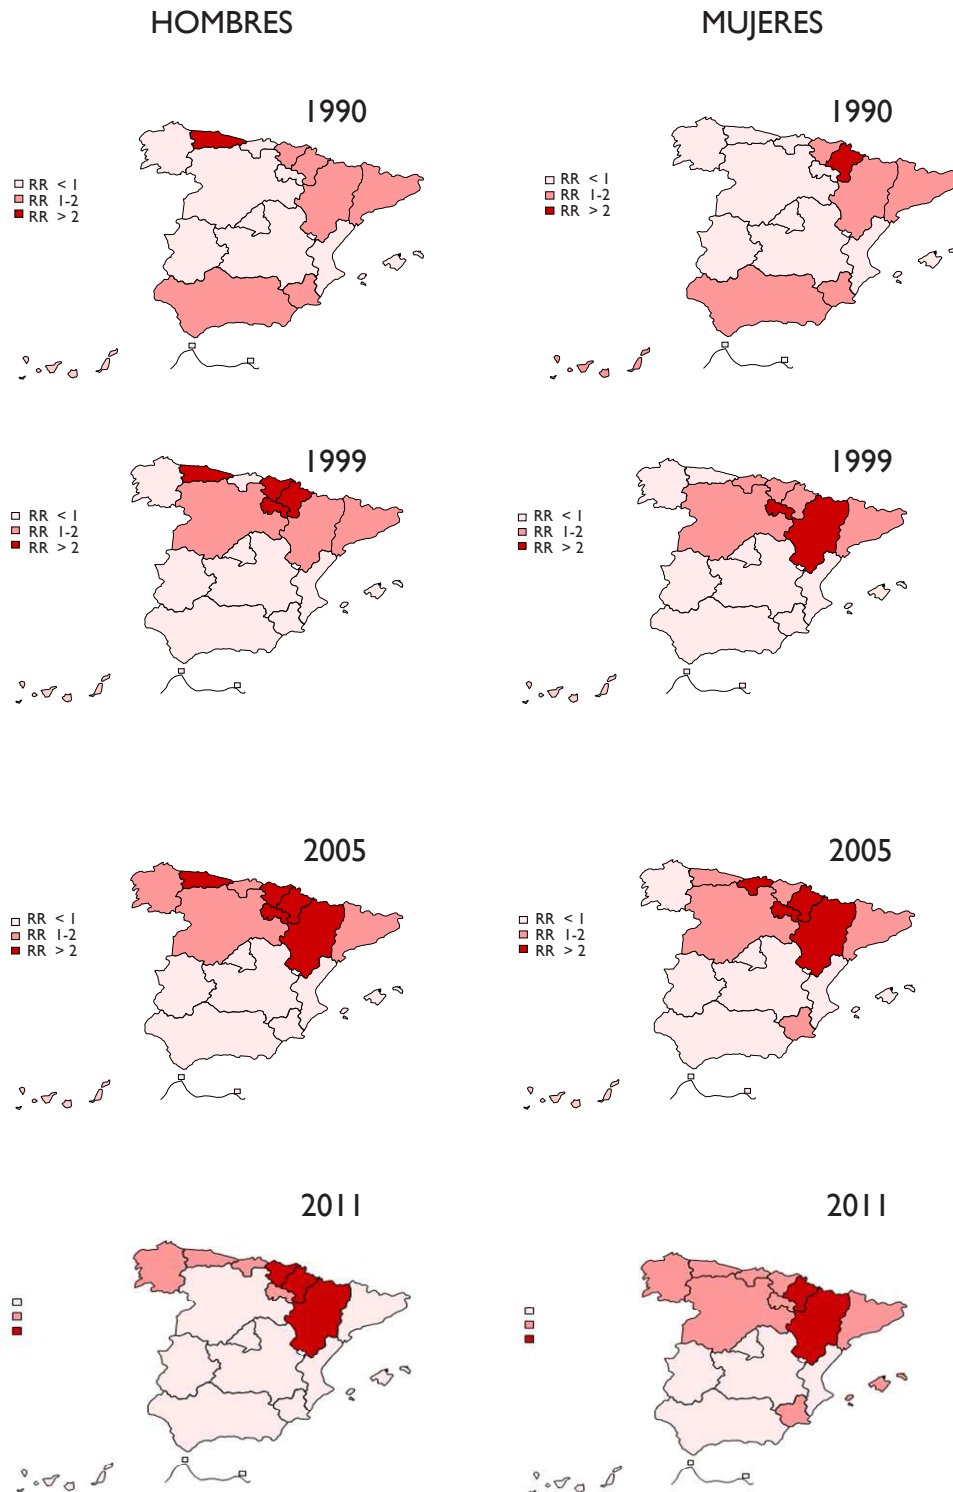 HOMBRES
MUJERES
1990
RR < 1
RR 1-2
RR > 2
1990
RR < 1
RR 1-2
RR > 2
1999
RR < 1
RR 1-2
RR > 2
1999
RR < 1
RR 1-2
RR > 2
2005
RR < 1
RR 1-2
RR > 2
2005
RR < 1
RR 1-2
RR > 2
2011
2011